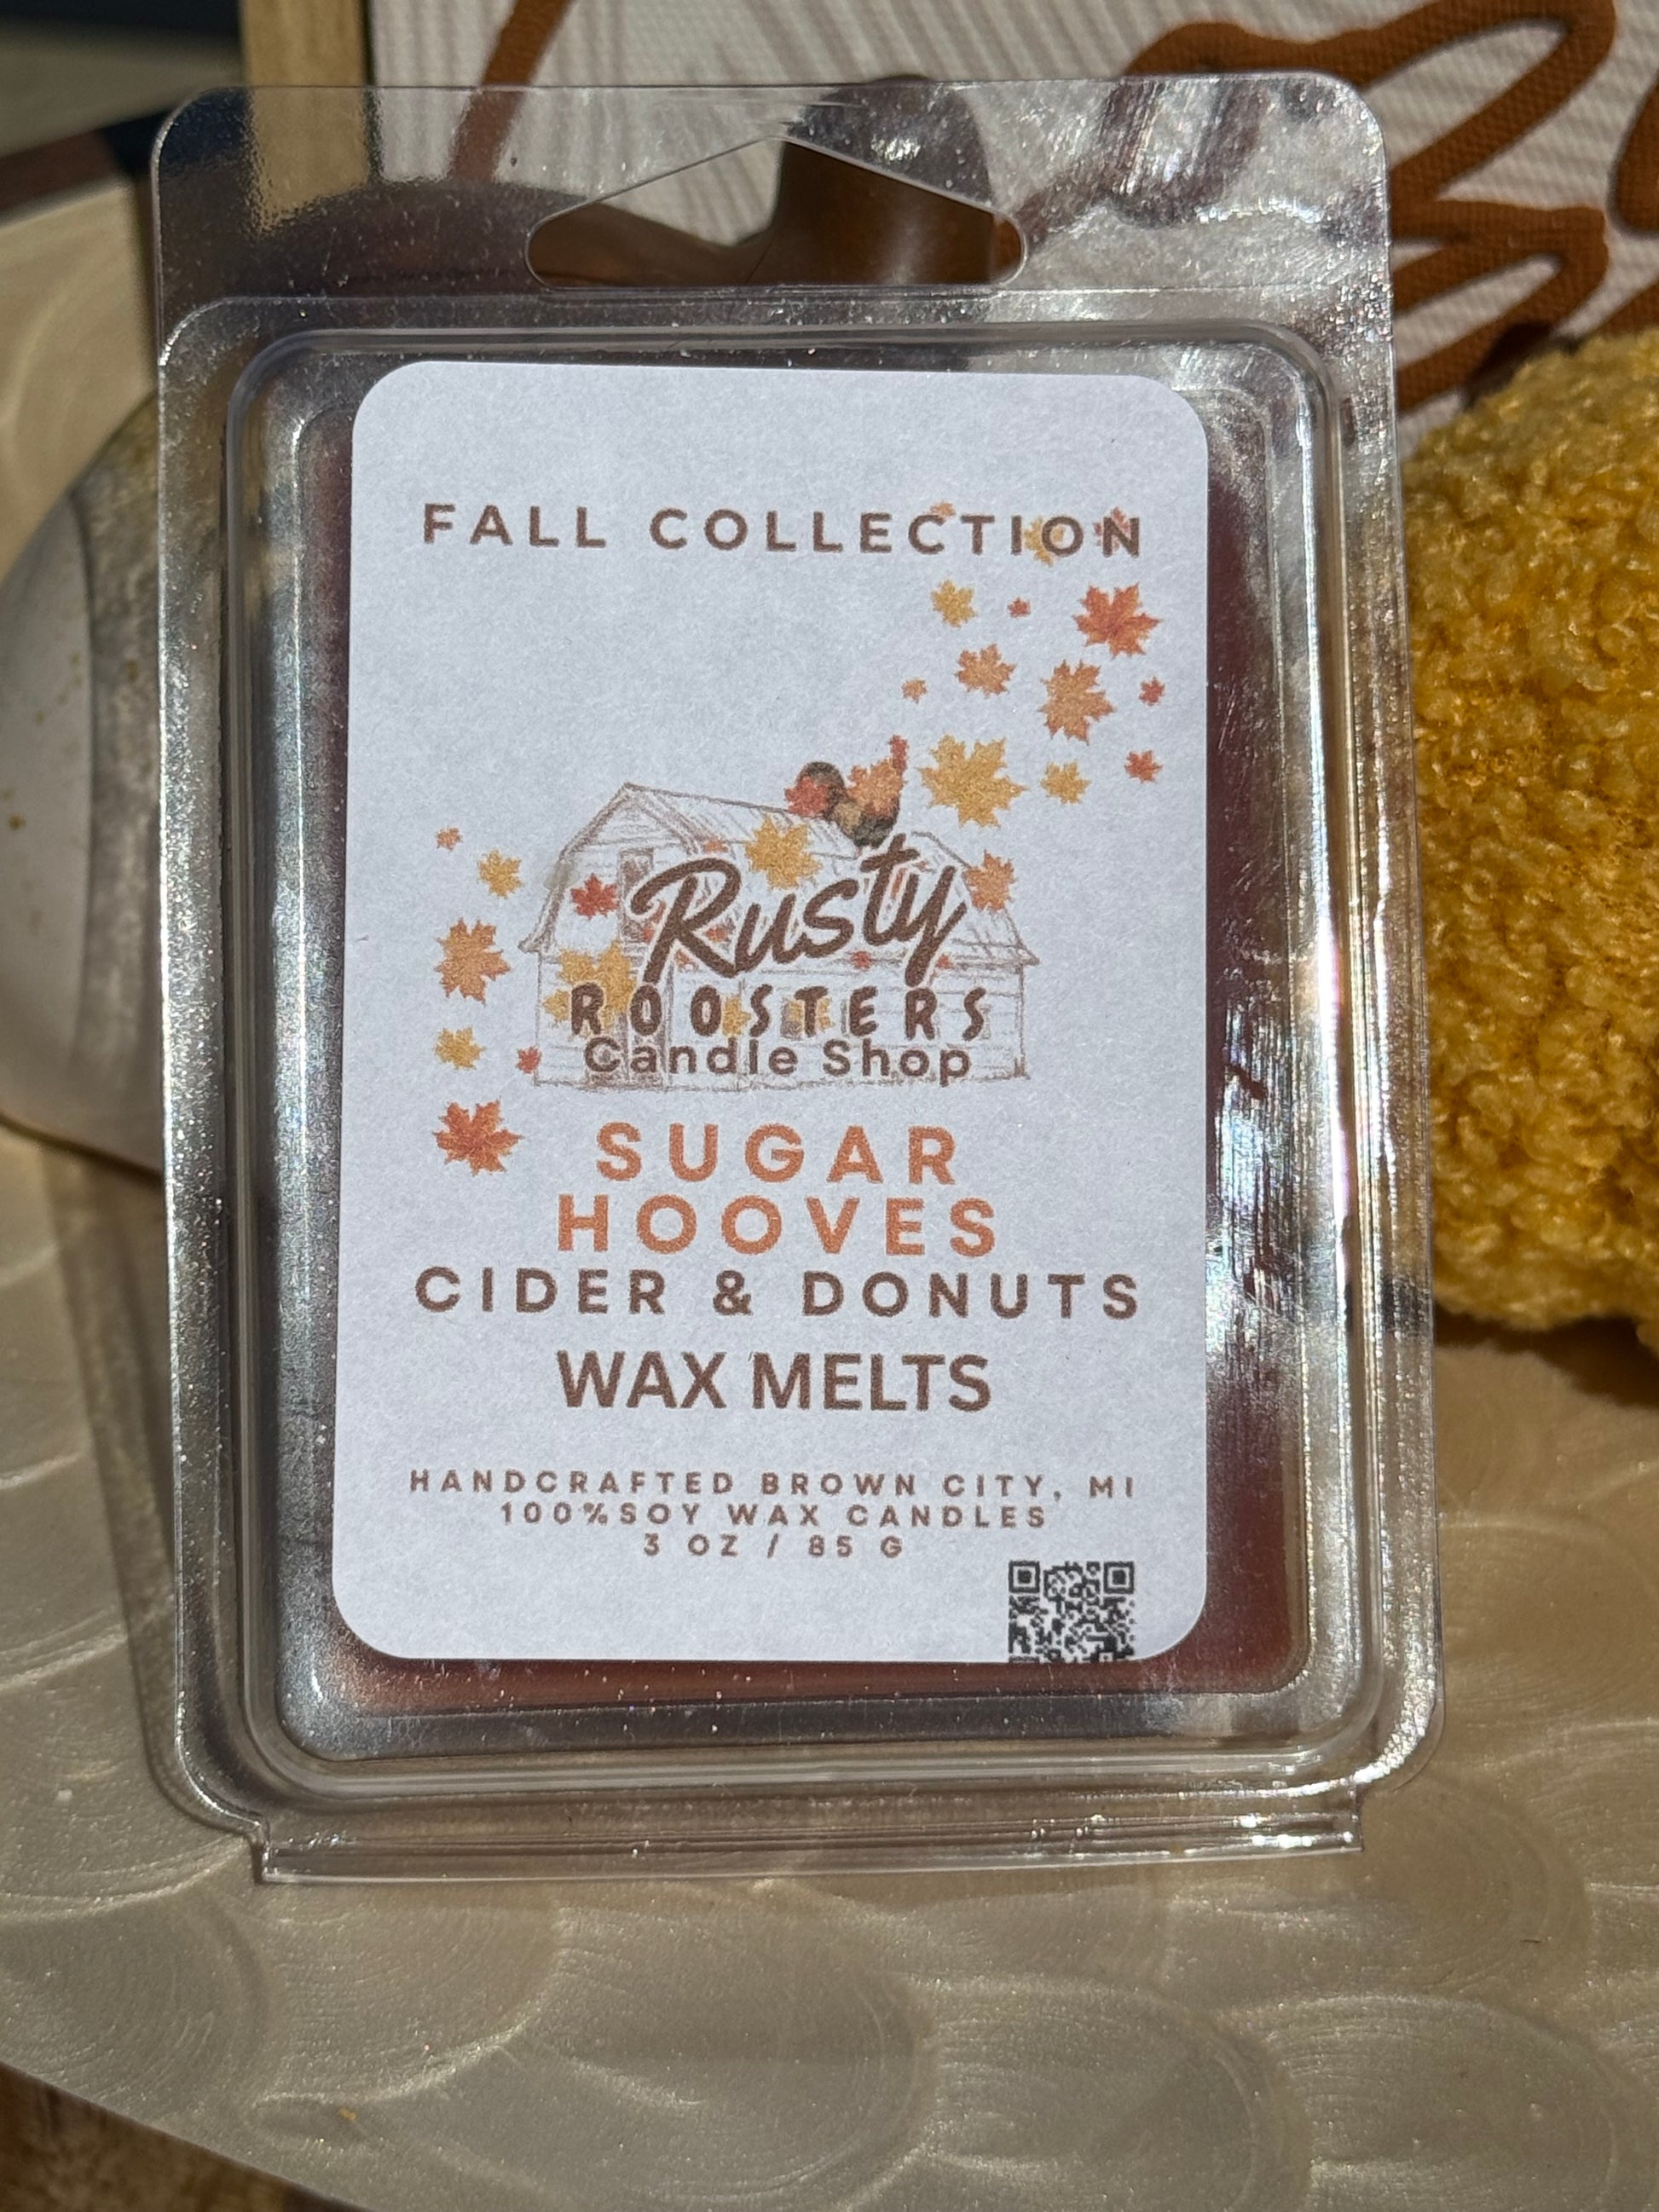 FALL COLLECTION
Rusty
ROOSTERS
Candle Shop
SUGAR
HOOVES
CIDER & DONUTS
WAX MELTS
HANDCRAFTED BROWN CITY, MI
100%SOY WAX CANDLES
3 OZ / 85 G